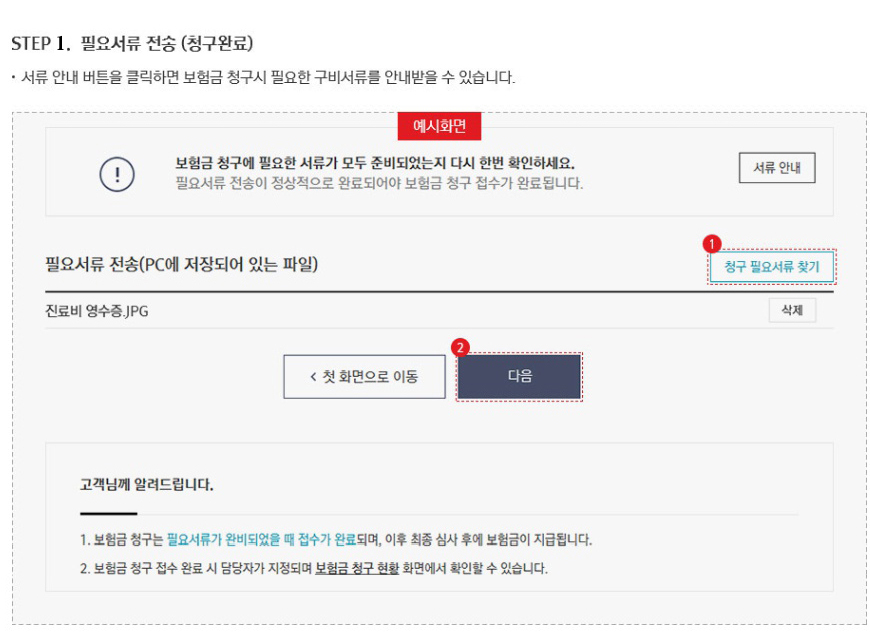 STEP 1. 필요서류 전송 (청구완료)
· 서류 안내 버튼을 클릭하면 보험금 청구시 필요한 구비서류를 안내받을 수 있습니다.
예시화면
!
보험금 청구에 필요한 서류가 모두 준비되었는지 다시 한번 확인하세요.
필요서류 전송이 정상적으로 완료되어야 보험금 청구 접수가 완료됩니다.
서류 안내
1
필요서류 전송(PC에 저장되어 있는 파일)
청구 필요서류 찾기
진료비 영수증.JPG
삭제
2
< 첫 화면으로 이동
다음
고객님께 알려드립니다.
1. 보험금 청구는 필요서류가 완비되었을 때 접수가 완료되며, 이후 최종 심사 후에 보험금이 지급됩니다.
2. 보험금 청구 접수 완료 시 담당자가 지정되며 보험금 청구 현황 화면에서 확인할 수 있습니다.